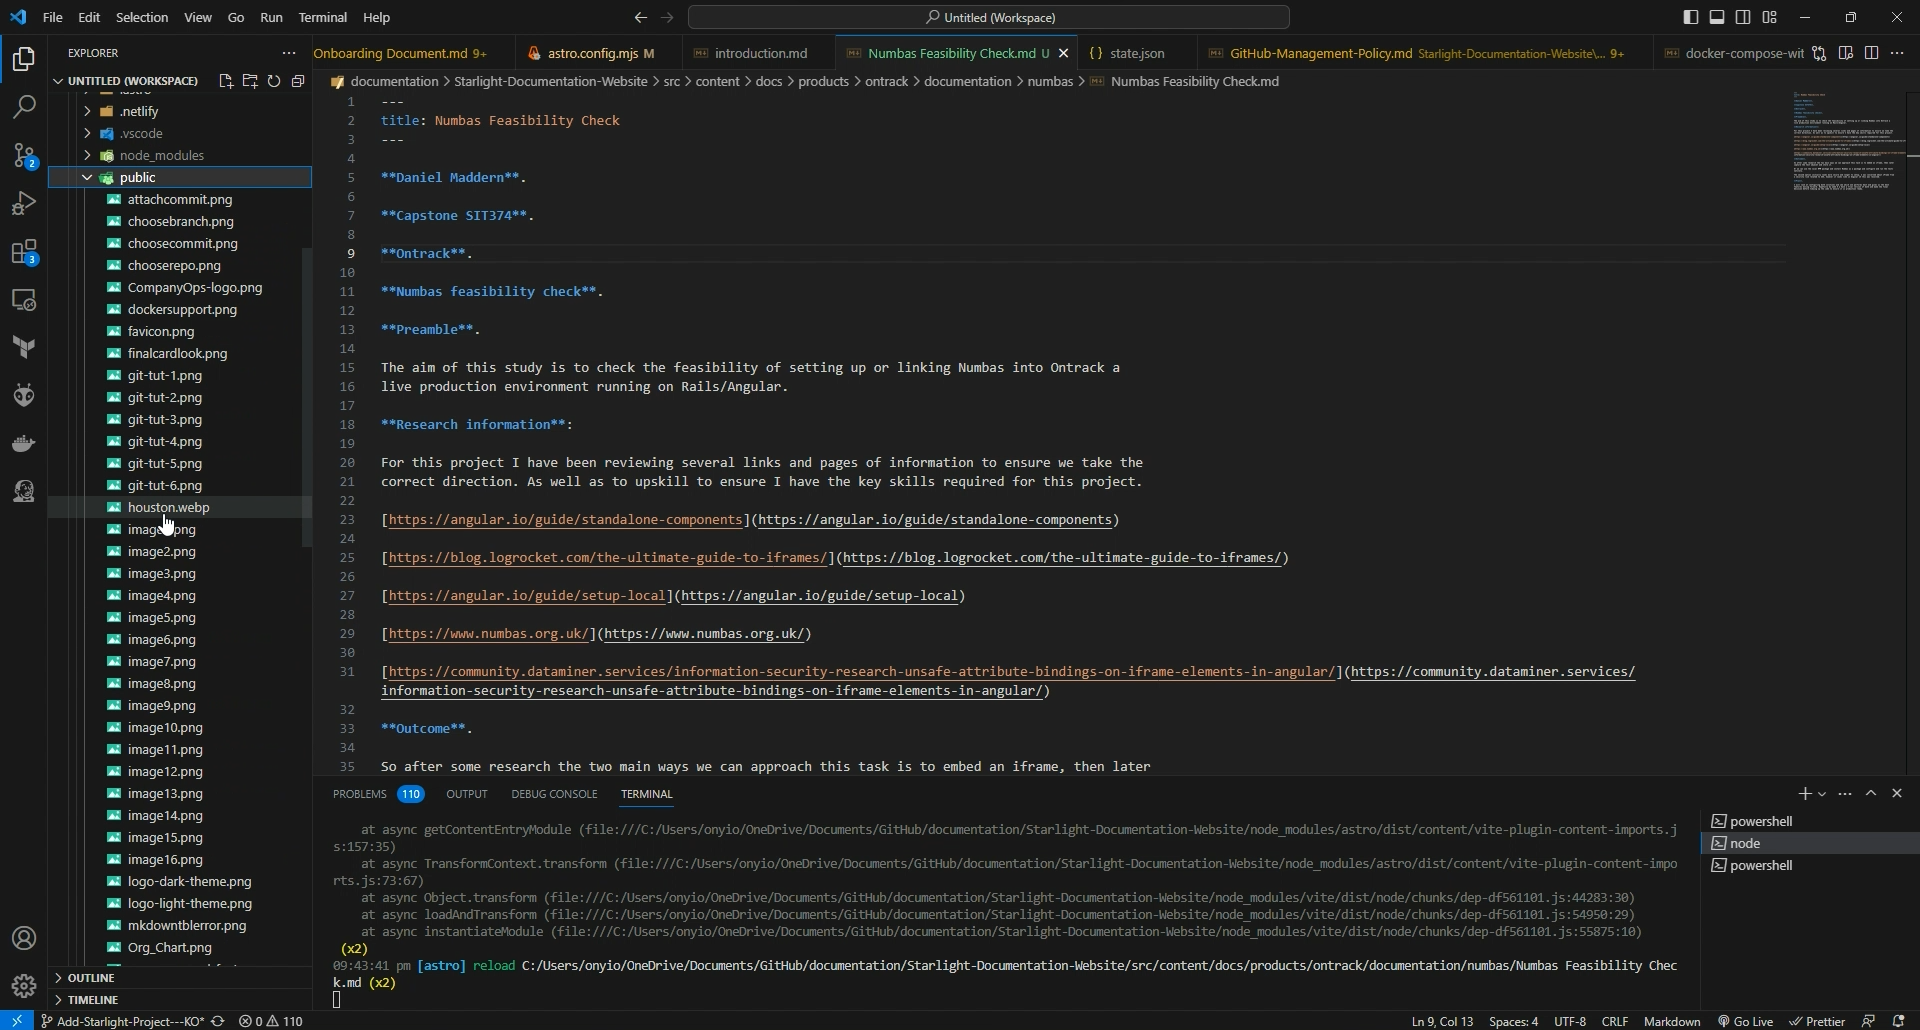 File Edit Selection View Go Run Terminal Help
Untitled (Workspace)
EXPLORER
UNTITLED (WORKSPACE)
.netlify
.vscode
node_modules
public
attachcommit.png
choosebranch.png
choosecommit.png
chooserepo.png
CompanyOps-logo.png
dockersupport.png
favicon.png
finalcardlook.png
git-tut-1.png
git-tut-2.png
git-tut-3.png
git-tut-4.png
git-tut-5.png
git-tut-6.png
houston.webp
image2.png
image3.png
image4.png
image5.png
image6.png
image7.png
image8.png
image9.png
image10.png
image11.png
image12.png
image13.png
image14.png
image15.png
image16.png
logo-dark-theme.png
logo-light-theme.png
mkdowntblerror.png
Org_Chart.png
OUTLINE
TIMELINE
2
3
Onboarding Document.md 9+ astro.config.mjs M introduction.md Numbas Feasibility Check.md U state.json GitHub-Management-Policy.md Starlight-Documentation-Website\... 9+ docker-compose-wit
documentation > Starlight-Documentation-Website > src > content > docs > products > ontrack > documentation > numbas > Numbas Feasibility Check.md
1 ---
2 title: Numbas Feasibility Check
3 ---
4
5 **Daniel Maddern**.
6
7 **Capstone SIT374**.
8
9 **Ontrack**.
10
11 **Numbas feasibility check**.
12
13 **Preamble**.
14
15 The aim of this study is to check the feasibility of setting up or linking Numbas into Ontrack a
16 live production environment running on Rails/Angular.
17
18 **Research information**:
19
20 For this project I have been reviewing several links and pages of information to ensure we take the
21 correct direction. As well as to upskill to ensure I have the key skills required for this project.
22
23 [https://angular.io/guide/standalone-components](https://angular.io/guide/standalone-components)
24
25 [https://blog.logrocket.com/the-ultimate-guide-to-iframes/](https://blog.logrocket.com/the-ultimate-guide-to-iframes/)
26
27 [https://angular.io/guide/setup-local](https://angular.io/guide/setup-local)
28
29 [https://www.numbas.org.uk/](https://www.numbas.org.uk/)
30
31 [https://community.dataminer.services/information-security-research-unsafe-attribute-bindings-on-iframe-elements-in-angular/](https://community.dataminer.services/
information-security-research-unsafe-attribute-bindings-on-iframe-elements-in-angular/)
32
33 **Outcome**.
34
35 So after some research the two main ways we can approach this task is to embed an iframe, then later
PROBLEMS 110 OUTPUT DEBUG CONSOLE TERMINAL
at async getContentEntryModule (file:///C:/Users/onyio/OneDrive/Documents/GitHub/documentation/Starlight-Documentation-Website/node_modules/astro/dist/content/vite-plugin-content-imports.j
s:157:35)
at async TransformContext.transform (file:///C:/Users/onyio/OneDrive/Documents/GitHub/documentation/Starlight-Documentation-Website/node_modules/astro/dist/content/vite-plugin-content-impo
rts.js:73:67)
at async Object.transform (file:///C:/Users/onyio/OneDrive/Documents/GitHub/documentation/Starlight-Documentation-Website/node_modules/vite/dist/node/chunks/dep-df561101.js:44283:30)
at async loadAndTransform (file:///C:/Users/onyio/OneDrive/Documents/GitHub/documentation/Starlight-Documentation-Website/node_modules/vite/dist/node/chunks/dep-df561101.js:54950:29)
at async instantiateModule (file:///C:/Users/onyio/OneDrive/Documents/GitHub/documentation/Starlight-Documentation-Website/node_modules/vite/dist/node/chunks/dep-df561101.js:55875:10)
(x2)
09:43:41 pm [astro] reload C:/Users/onyio/OneDrive/Documents/GitHub/documentation/Starlight-Documentation-Website/src/content/docs/products/ontrack/documentation/numbas/Numbas Feasibility Chec
k.md (x2)
powershell
node
powershell
Add-Starlight-Project---KO* 0 110 Ln 9, Col 13 Spaces: 4 UTF-8 CRLF Markdown Go Live Prettier